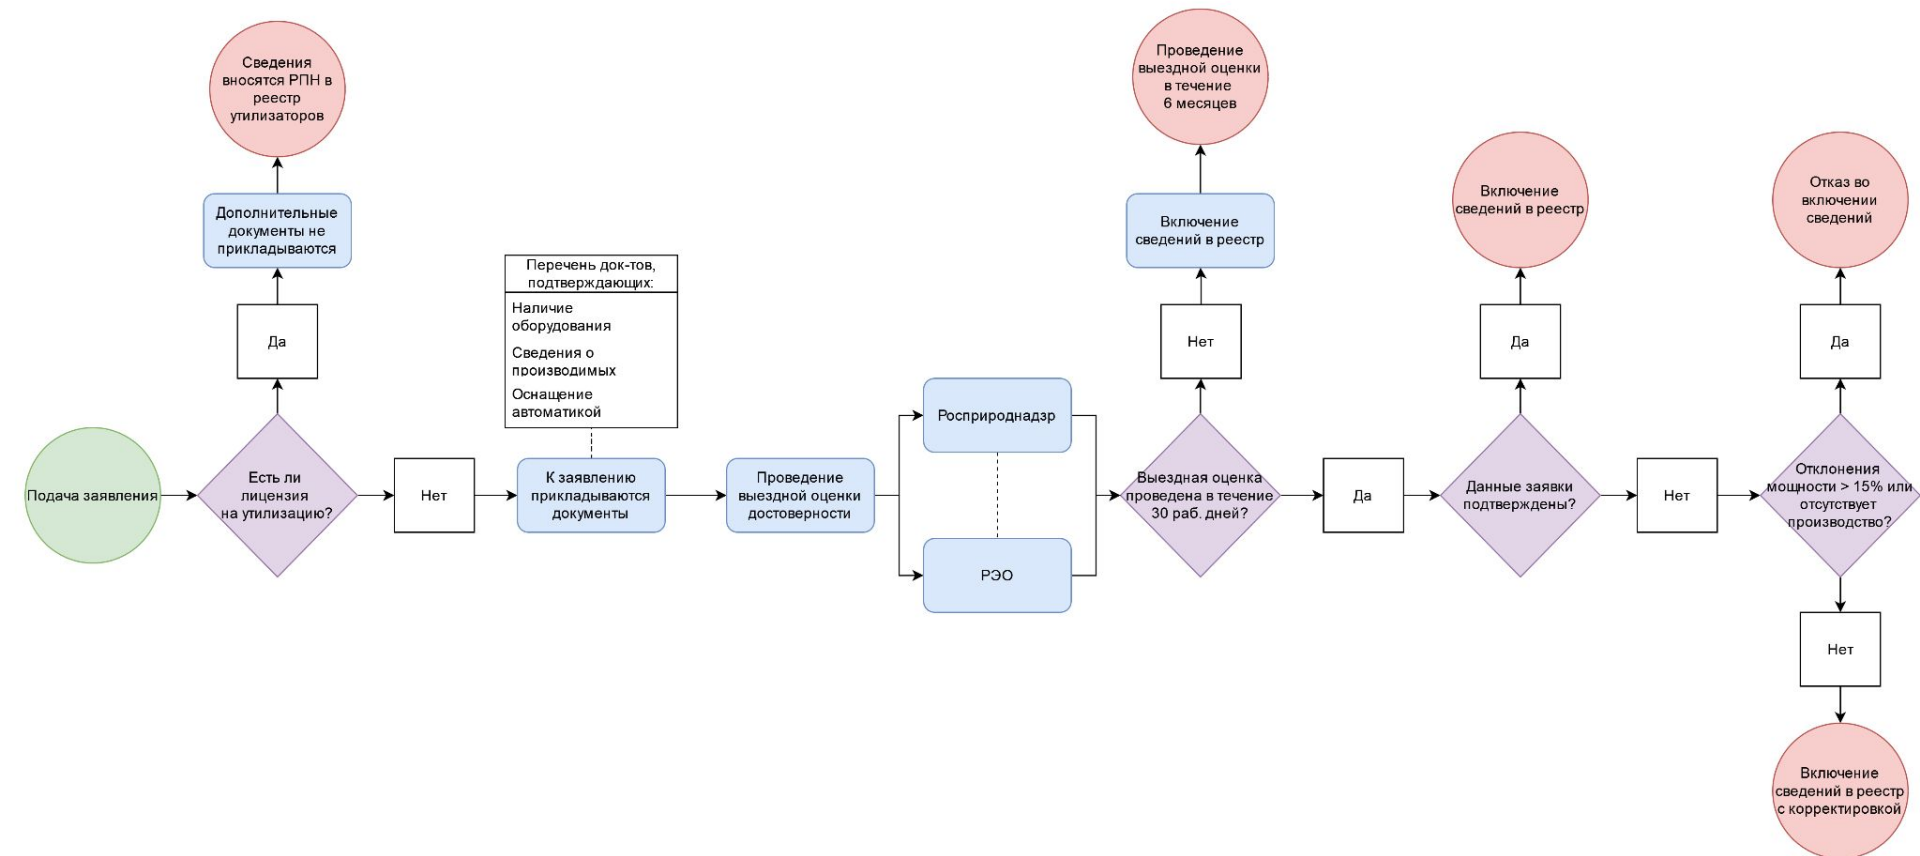 Подача заявления
Есть ли
лицензия
на утилизацию?
Да
Дополнительные
документы не
прикладываются
Сведения
вносятся РПН в
реестр
утилизаторов
Нет
К заявлению
прикладываются
документы
Перечень док-тов,
подтверждающих:
Наличие
оборудования
Сведения о
производимых
Оснащение
автоматикой
Проведение
выездной оценки
достоверности
Росприроднадзр
РЭО
Выездная оценка
проведена в течение
30 раб. дней?
Нет
Включение
сведений в реестр
Проведение
выездной оценки
в течение
6 месяцев
Да
Данные заявки
подтверждены?
Да
Включение
сведений в реестр
Нет
Отклонения
мощности > 15% или
отсутствует
производство?
Да
Отказ во
включении
сведений
Нет
Включение
сведений в реестр
с корректировкой